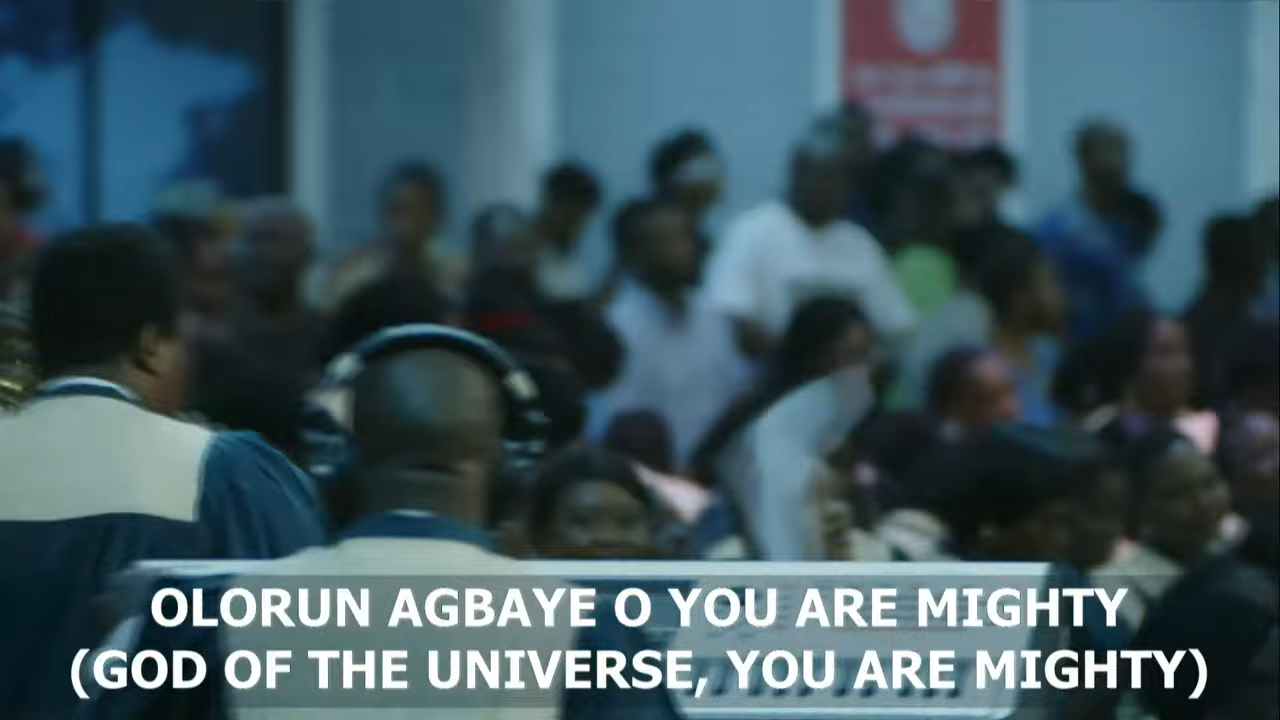 OLORUN AGBAYE O YOU ARE MIGHTY
(GOD OF THE UNIVERSE, YOU ARE MIGHTY)